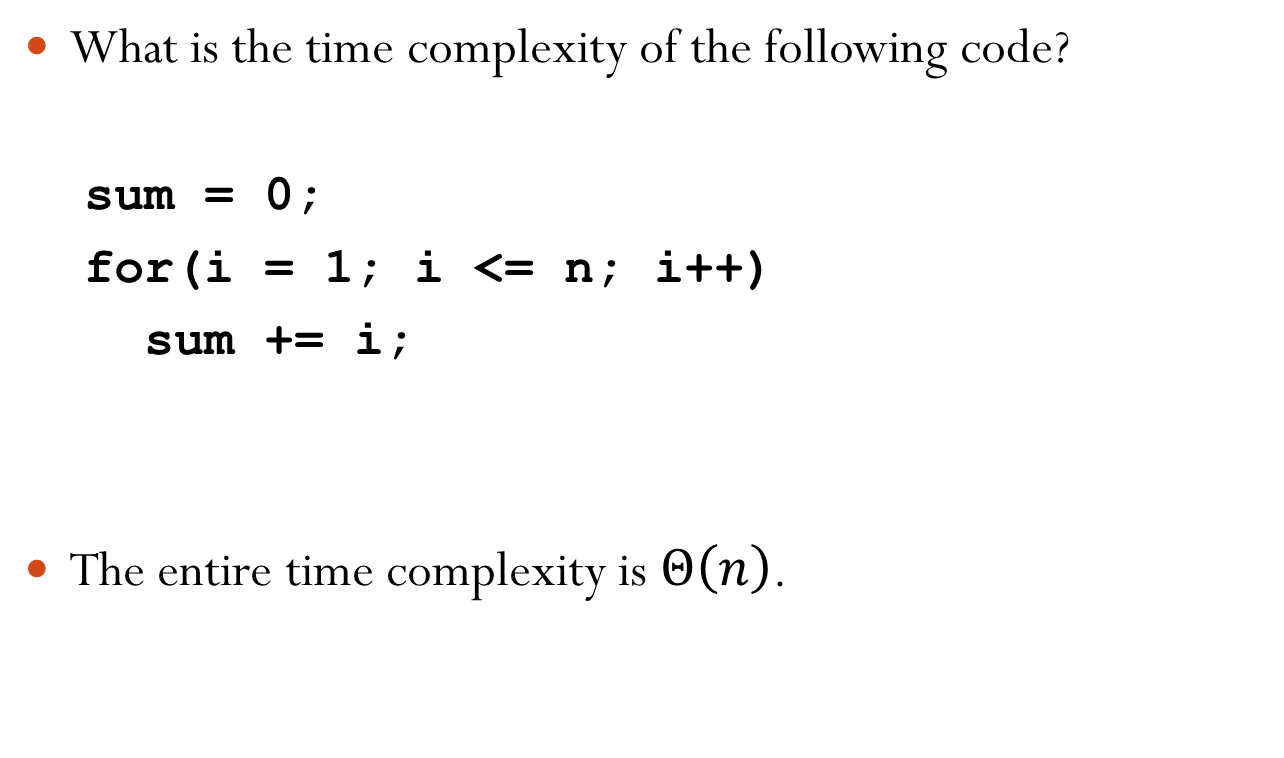 • What is the time complexity of the following code?
sum = 0;
for(i = 1; i <= n; i++)
sum += i;
• The entire time complexity is Θ(n).